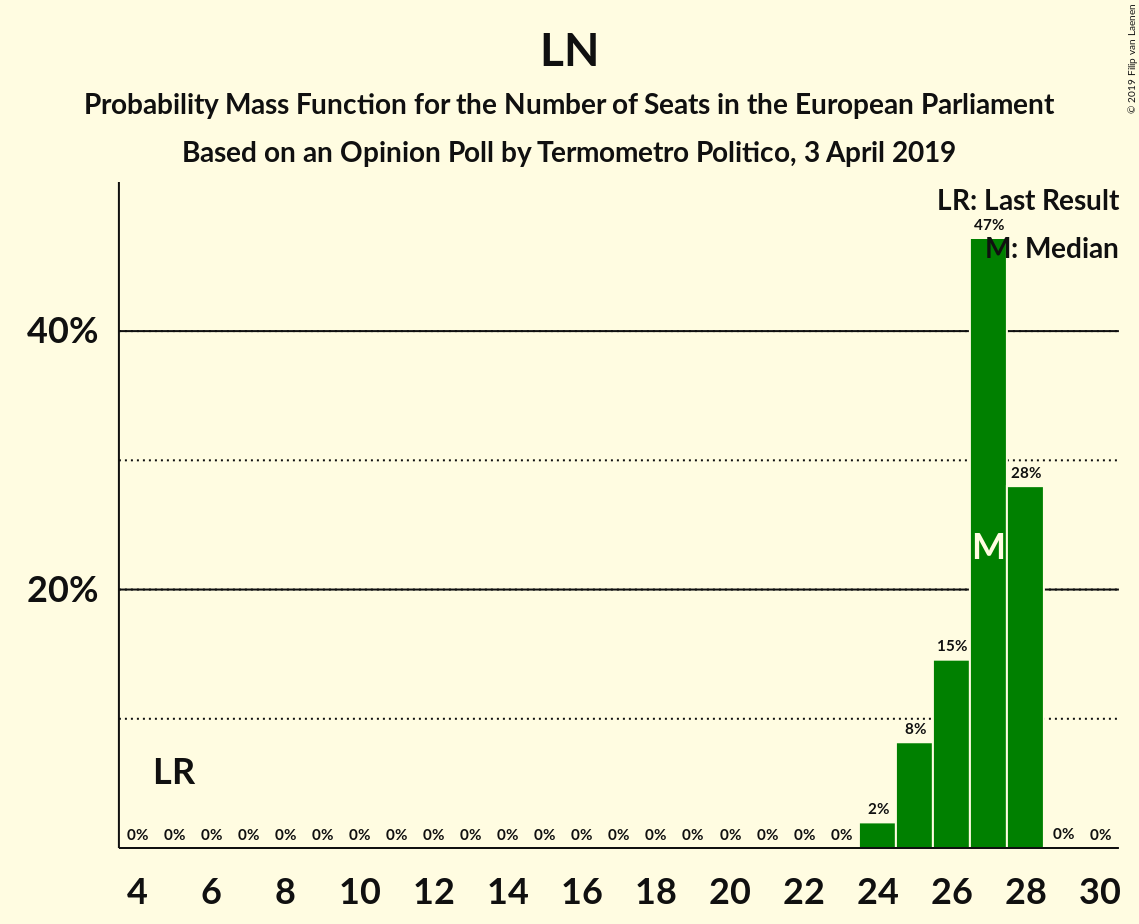 LN
Probability Mass Function for the Number of Seats in the European Parliament
Based on an Opinion Poll by Termometro Politico, 3 April 2019
© 2019 Filip van Laenen
LR: Last Result
47%
M: Median
40%
28%
M
20%
15%
8%
LR
2%
0% 0% 0% 0% 0% 0% 0% 0% 0% 0% 0% 0% 0% 0% 0% 0% 0% 0% 0% 0% 0% 0%
4 6 8 10 12 14 16 18 20 22 24 26 28 30